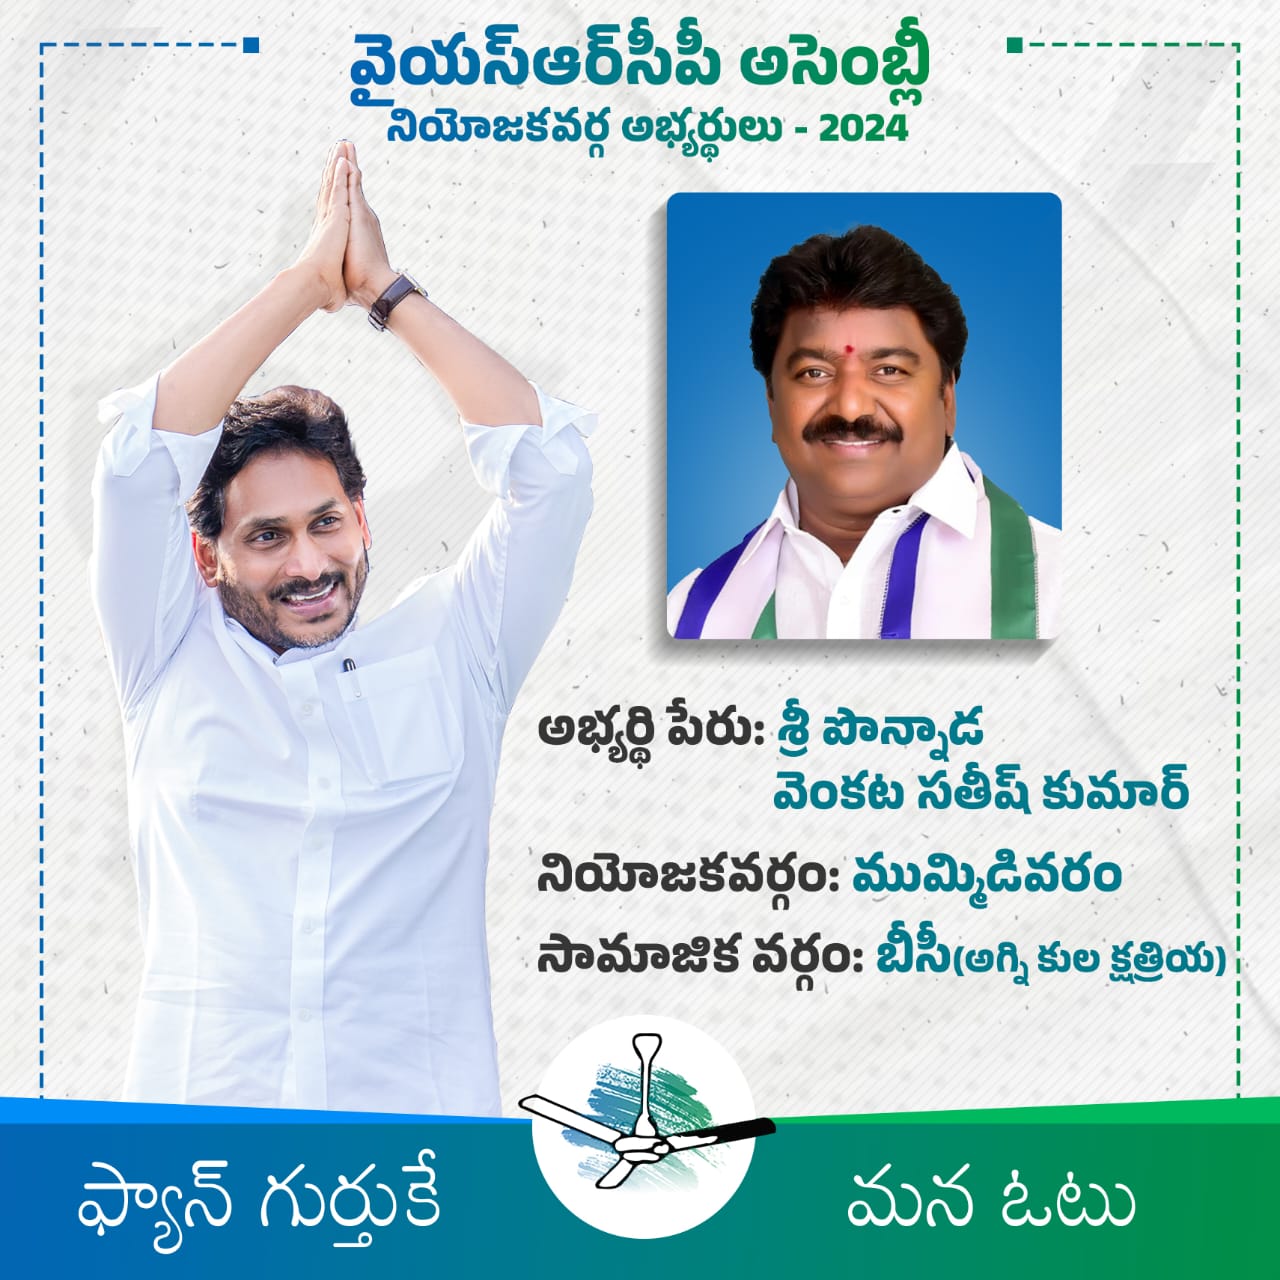 వైయస్ఆర్‌సీపీ అసెంబ్లీ
నియోజకవర్గ అభ్యర్థులు - 2024
అభ్యర్థి పేరు: శ్రీ పొన్నాడ
వెంకట సతీష్ కుమార్
నియోజకవర్గం: ముమ్మిడివరం
సామాజిక వర్గం: బీసీ(అగ్ని కుల క్షత్రియ)
ఫ్యాన్ గుర్తుకే మన ఓటు